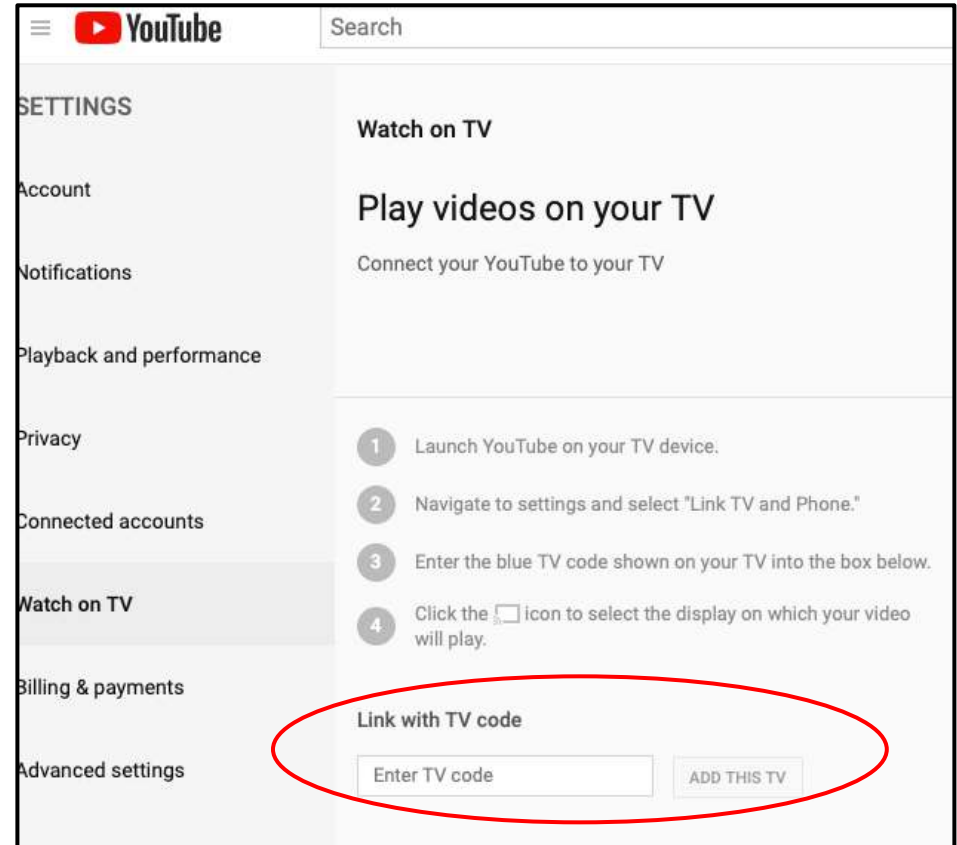 YouTube
Search
SETTINGS
Account
Notifications
Playback and performance
Privacy
Connected accounts
Watch on TV
Billing & payments
Advanced settings
Watch on TV
Play videos on your TV
Connect your YouTube to your TV
1 Launch YouTube on your TV device.
2 Navigate to settings and select "Link TV and Phone."
3 Enter the blue TV code shown on your TV into the box below.
4 Click the icon to select the display on which your video
will play.
Link with TV code
Enter TV code
ADD THIS TV